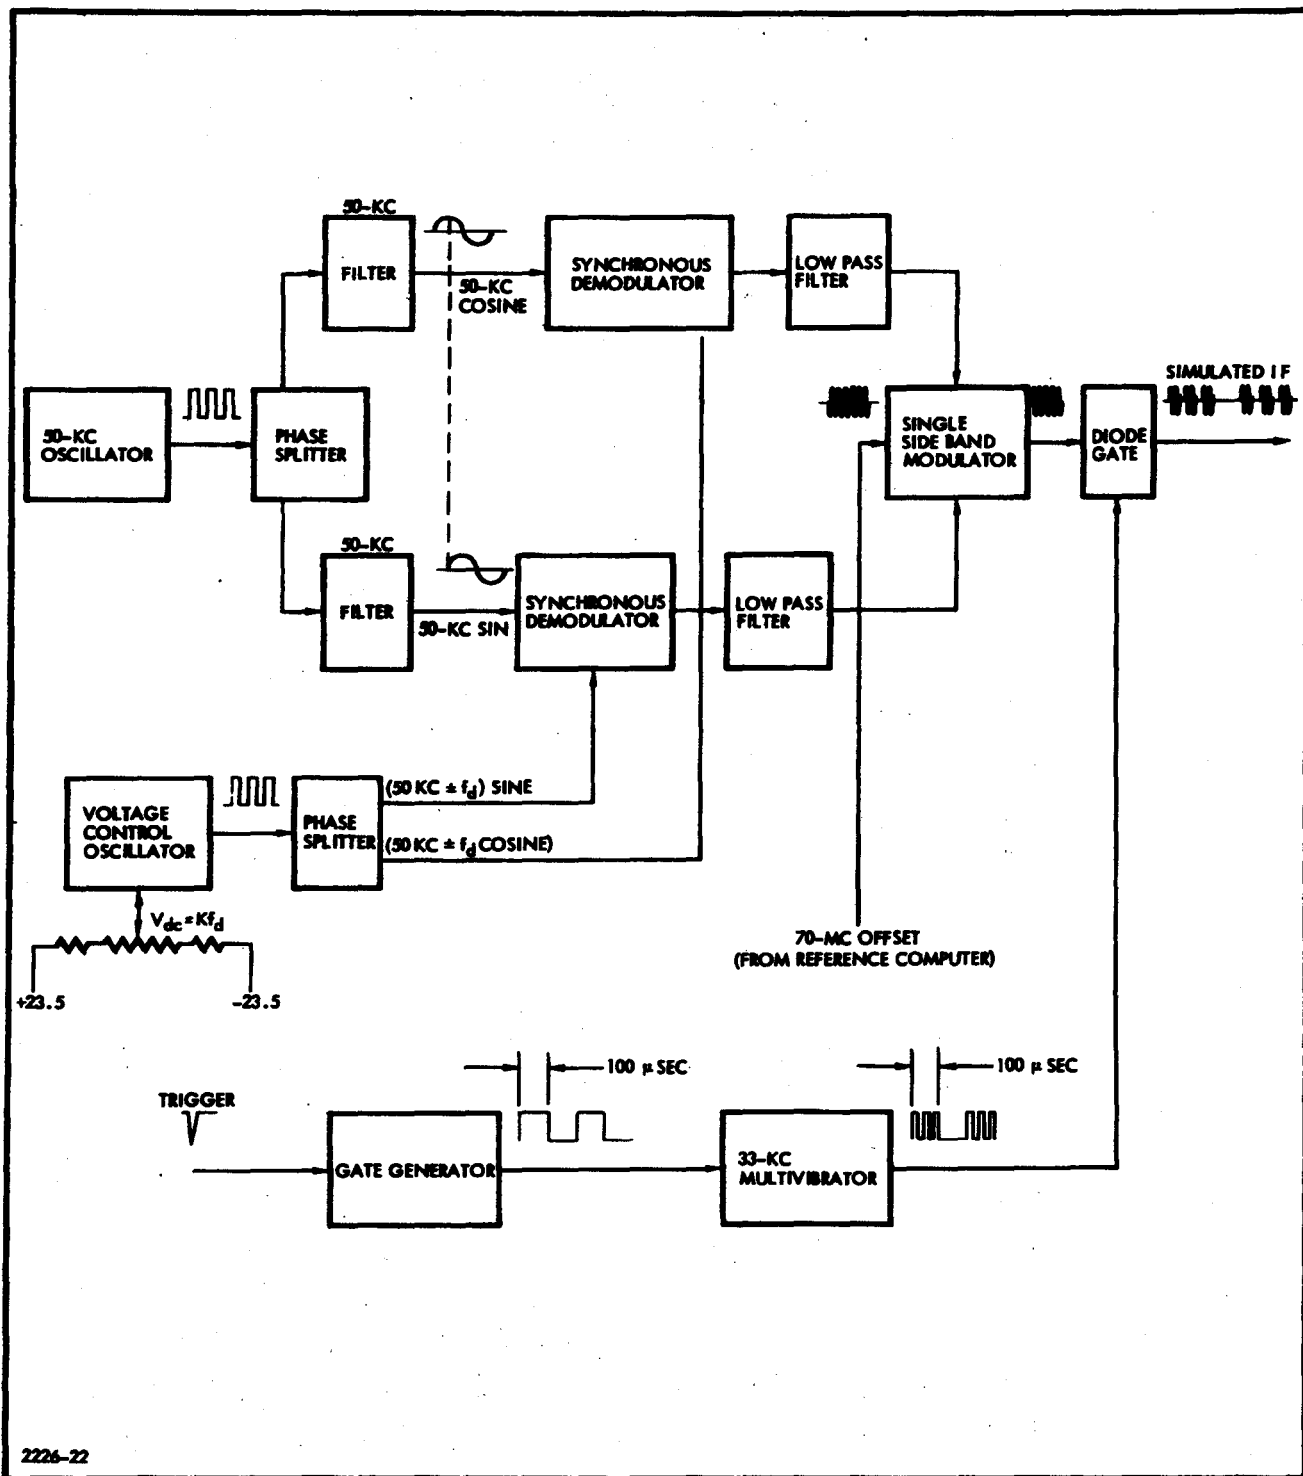 50-KC
FILTER
50-KC
COSINE
SYNCHRONOUS
DEMODULATOR
LOW PASS
FILTER
50-KC
OSCILLATOR
PHASE
SPLITTER
SINGLE
SIDE BAND
MODULATOR
DIODE
GATE
SIMULATED IF
50-KC
FILTER
50-KC SIN
SYNCHRONOUS
DEMODULATOR
LOW PASS
FILTER
VOLTAGE
CONTROL
OSCILLATOR
PHASE
SPLITTER
(50 KC ± fd) SINE
(50 KC ± fd COSINE)
Vdc = Kfd
+23.5
-23.5
70-MC OFFSET
(FROM REFERENCE COMPUTER)
TRIGGER
GATE GENERATOR
100 μ SEC
33-KC
MULTIVIBRATOR
100 μ SEC
2226-22